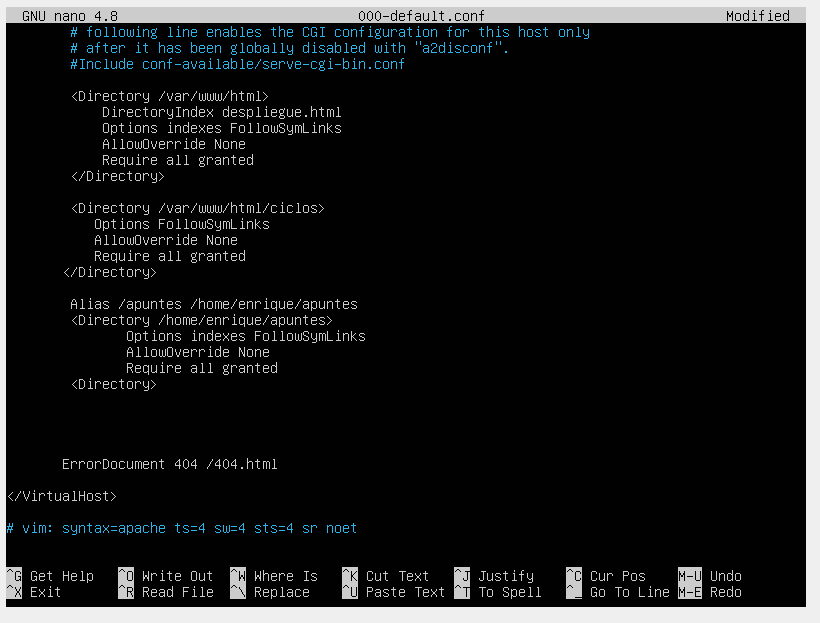 GNU nano 4.8 000-default.conf Modified
# following line enables the CGI configuration for this host only
# after it has been globally disabled with "a2disconf".
#Include conf-available/serve-cgi-bin.conf
<Directory /var/www/html>
DirectoryIndex despliegue.html
Options indexes FollowSymLinks
AllowOverride None
Require all granted
</Directory>
<Directory /var/www/html/ciclos>
Options FollowSymLinks
AllowOverride None
Require all granted
</Directory>
Alias /apuntes /home/enrique/apuntes
<Directory /home/enrique/apuntes>
Options indexes FollowSymLinks
AllowOverride None
Require all granted
<Directory>
ErrorDocument 404 /404.html
</VirtualHost>
# vim: syntax=apache ts=4 sw=4 sts=4 sr noet
^G Get Help ^O Write Out ^W Where Is ^K Cut Text ^J Justify ^C Cur Pos M-U Undo
^X Exit ^R Read File ^\ Replace ^U Paste Text ^T To Spell ^_ Go To Line M-E Redo